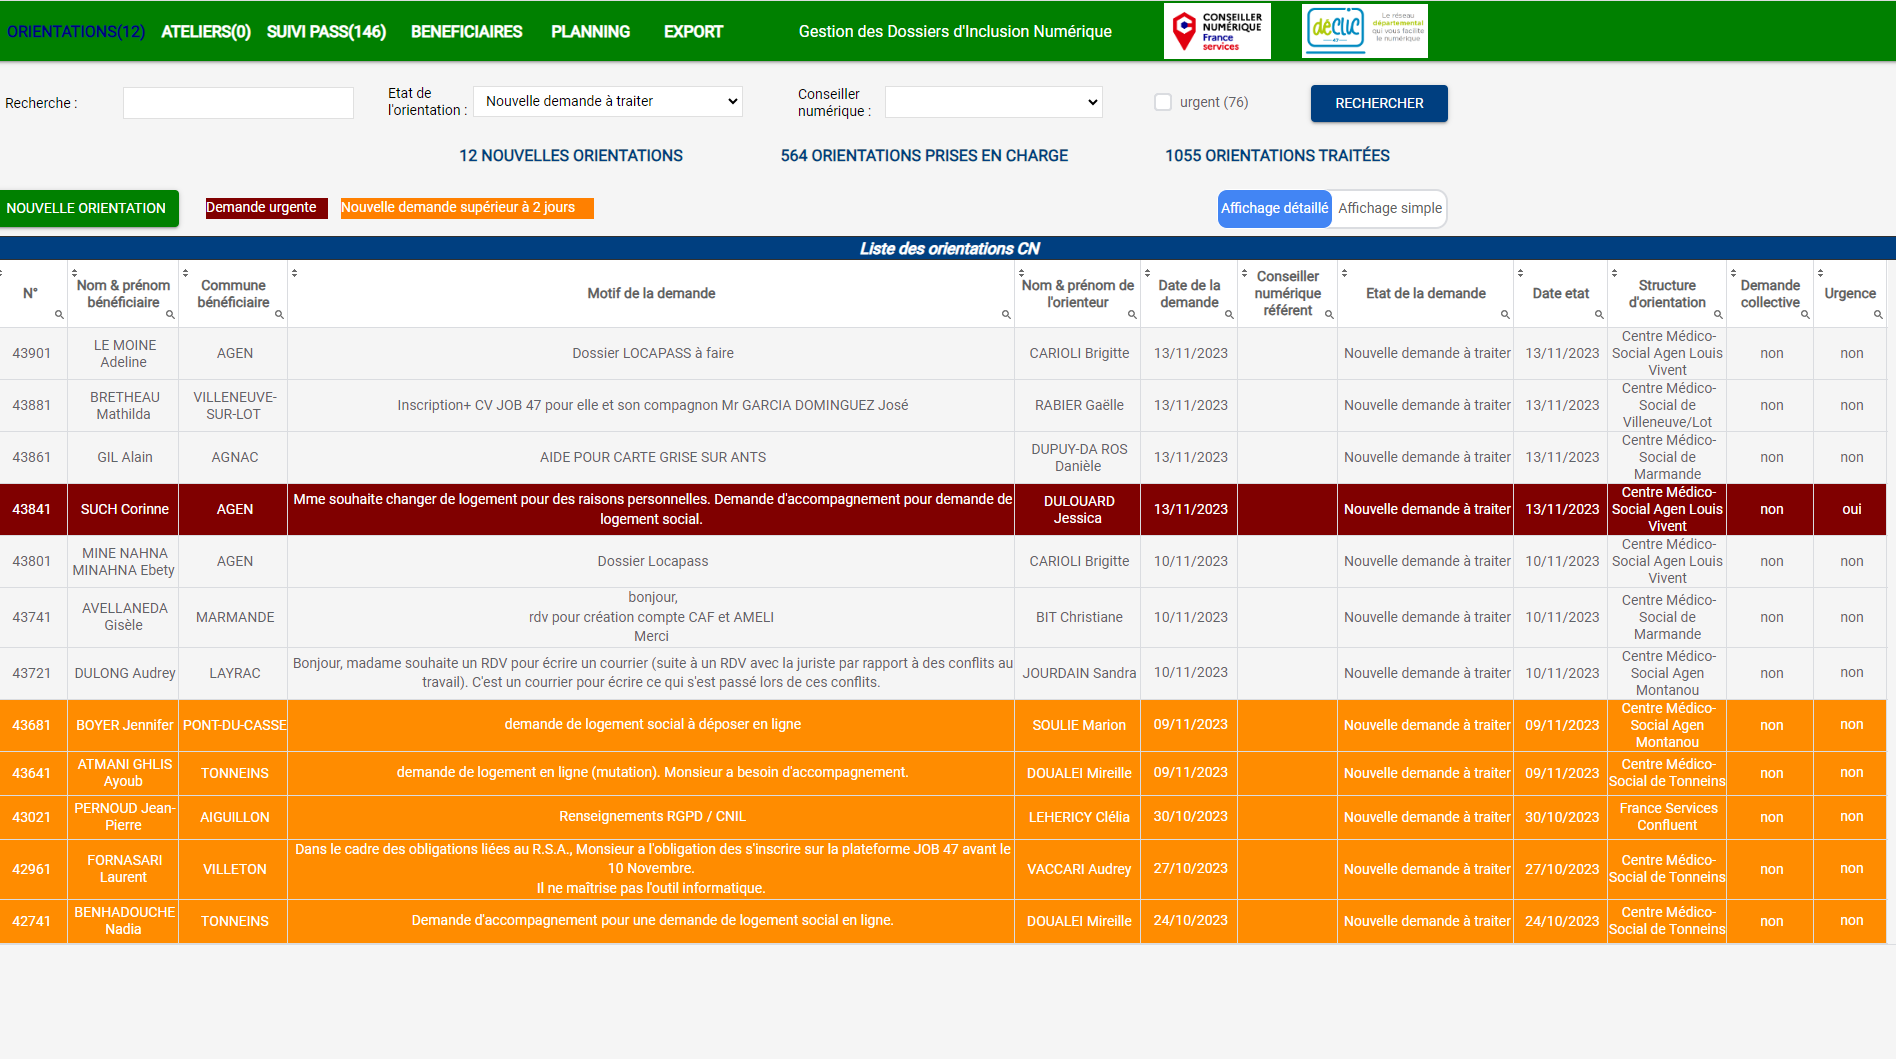 ORIENTATIONS(12) ATELIERS(0) SUIVI PASS(146) BENEFICIAIRES PLANNING EXPORT Gestion des Dossiers d'Inclusion Numérique
CONSEILLER
NUMÉRIQUE
France
services
deCLIC
47
Le réseau
départemental
qui vous facilite
le numérique
Recherche :
Etat de
l'orientation :
Nouvelle demande à traiter
Conseiller
numérique :
urgent (76)
RECHERCHER
12 NOUVELLES ORIENTATIONS 564 ORIENTATIONS PRISES EN CHARGE 1055 ORIENTATIONS TRAITÉES
NOUVELLE ORIENTATION
Demande urgente
Nouvelle demande supérieur à 2 jours
Affichage détaillé
Affichage simple
Liste des orientations CN
N°
Nom & prénom
bénéficiaire
Commune
bénéficiaire
Motif de la demande
Nom & prénom de
l'orienteur
Date de la
demande
Conseiller
numérique
référent
Etat de la demande
Date etat
Structure
d'orientation
Demande
collective
Urgence
43901
LE MOINE
Adeline
AGEN
Dossier LOCAPASS à faire
CARIOLI Brigitte
13/11/2023
Nouvelle demande à traiter
13/11/2023
Centre Médico-
Social Agen Louis
Vivent
non
non
43881
BRETHEAU
Mathilda
VILLENEUVE-
SUR-LOT
Inscription+ CV JOB 47 pour elle et son compagnon Mr GARCIA DOMINGUEZ José
RABIER Gaëlle
13/11/2023
Nouvelle demande à traiter
13/11/2023
Centre Médico-
Social de
Villeneuve/Lot
non
non
43861
GIL Alain
AGNAC
AIDE POUR CARTE GRISE SUR ANTS
DUPUY-DA ROS
Danièle
13/11/2023
Nouvelle demande à traiter
13/11/2023
Centre Médico-
Social de
Marmande
non
non
43841
SUCH Corinne
AGEN
Mme souhaite changer de logement pour des raisons personnelles. Demande d'accompagnement pour demande de
logement social.
DULOUARD
Jessica
13/11/2023
Nouvelle demande à traiter
13/11/2023
Centre Médico-
Social Agen Louis
Vivent
non
oui
43801
MINE NAHNA
MINAHNA Ebety
AGEN
Dossier Locapass
CARIOLI Brigitte
10/11/2023
Nouvelle demande à traiter
10/11/2023
Centre Médico-
Social Agen Louis
Vivent
non
non
43741
AVELLANEDA
Gisèle
MARMANDE
bonjour,
rdv pour création compte CAF et AMELI
Merci
BIT Christiane
10/11/2023
Nouvelle demande à traiter
10/11/2023
Centre Médico-
Social de
Marmande
non
non
43721
DULONG Audrey
LAYRAC
Bonjour, madame souhaite un RDV pour écrire un courrier (suite à un RDV avec la juriste par rapport à des conflits au
travail). C'est un courrier pour écrire ce qui s'est passé lors de ces conflits.
JOURDAIN Sandra
10/11/2023
Nouvelle demande à traiter
10/11/2023
Centre Médico-
Social Agen
Montanou
non
non
43681
BOYER Jennifer
PONT-DU-CASSE
demande de logement social à déposer en ligne
SOULIE Marion
09/11/2023
Nouvelle demande à traiter
09/11/2023
Centre Médico-
Social Agen
Montanou
non
non
43641
ATMANI GHLIS
Ayoub
TONNEINS
demande de logement en ligne (mutation). Monsieur a besoin d'accompagnement.
DOUALEI Mireille
09/11/2023
Nouvelle demande à traiter
09/11/2023
Centre Médico-
Social de Tonneins
non
non
43021
PERNOUD Jean-
Pierre
AIGUILLON
Renseignements RGPD / CNIL
LEHERICY Clélia
30/10/2023
Nouvelle demande à traiter
30/10/2023
France Services
Confluent
non
non
42961
FORNASARI
Laurent
VILLETON
Dans le cadre des obligations liées au R.S.A., Monsieur a l'obligation des s'inscrire sur la plateforme JOB 47 avant le
10 Novembre.
Il ne maîtrise pas l'outil informatique.
VACCARI Audrey
27/10/2023
Nouvelle demande à traiter
27/10/2023
Centre Médico-
Social de Tonneins
non
non
42741
BENHADOUCHE
Nadia
TONNEINS
Demande d'accompagnement pour une demande de logement social en ligne.
DOUALEI Mireille
24/10/2023
Nouvelle demande à traiter
24/10/2023
Centre Médico-
Social de Tonneins
non
non